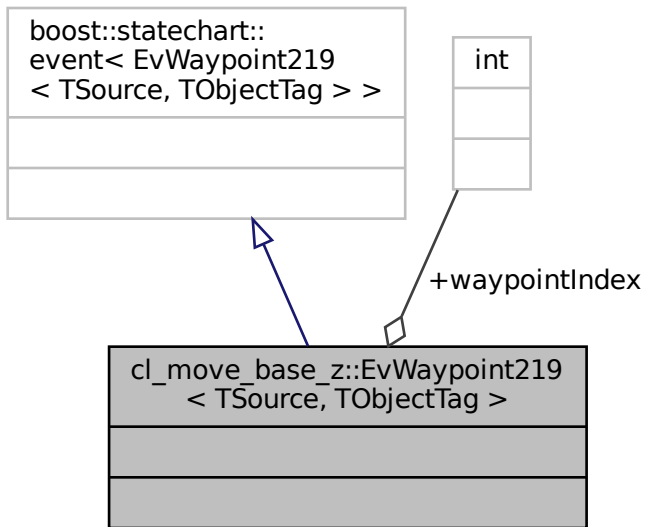 boost::statechart::
event< EvWaypoint219
< TSource, TObjectTag > >
int
+waypointIndex
cl_move_base_z::EvWaypoint219
< TSource, TObjectTag >